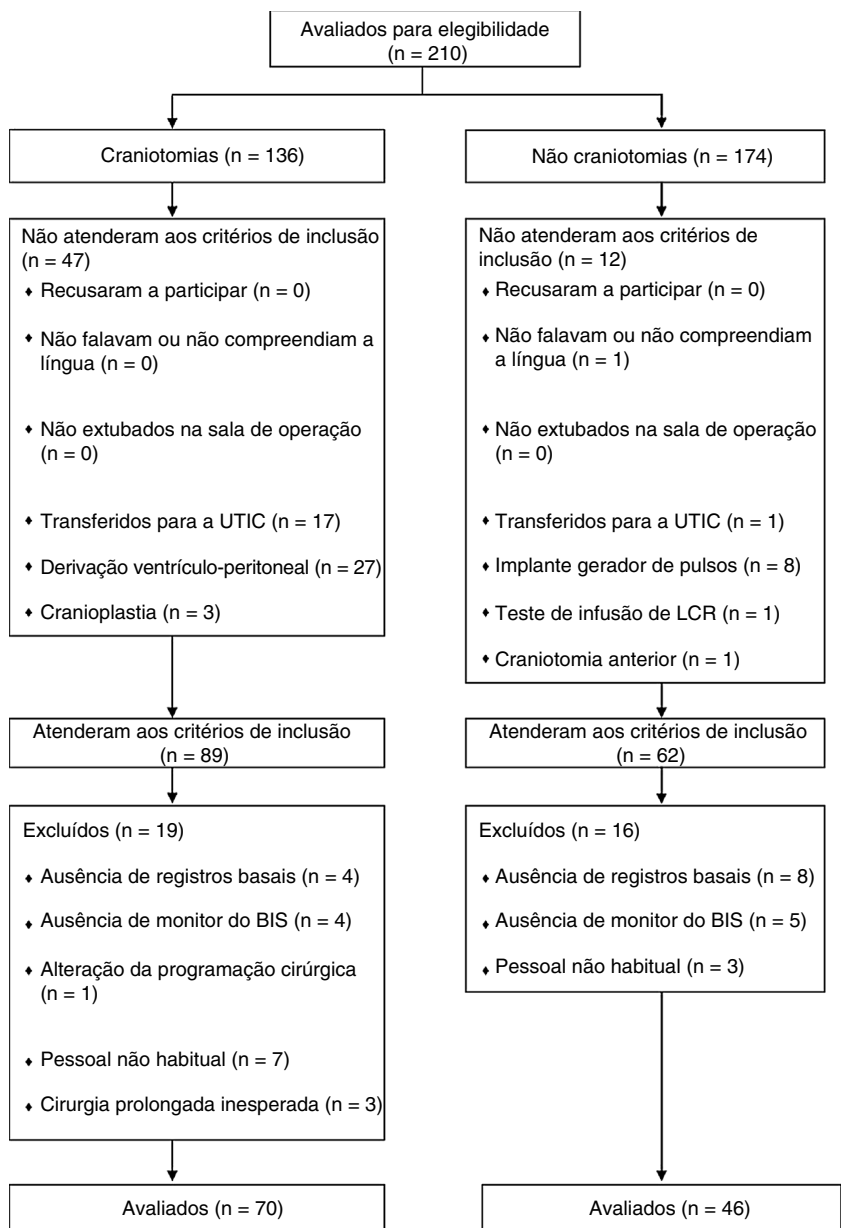 Avaliados para elegibilidade
(n = 210)
Craniotomias (n = 136)
Não atenderam aos critérios de inclusão
(n = 47)
♦ Recusaram a participar (n = 0)
♦ Não falavam ou não compreendiam a
língua (n = 0)
♦ Não extubados na sala de operação
(n = 0)
♦ Transferidos para a UTIC (n = 17)
♦ Derivação ventrículo-peritoneal (n = 27)
♦ Cranioplastia (n = 3)
Atenderam aos critérios de inclusão
(n = 89)
Excluídos (n = 19)
♦ Ausência de registros basais (n = 4)
♦ Ausência de monitor do BIS (n = 4)
♦ Alteração da programação cirúrgica
(n = 1)
♦ Pessoal não habitual (n = 7)
♦ Cirurgia prolongada inesperada (n = 3)
Avaliados (n = 70)
Não craniotomias (n = 174)
Não atenderam aos critérios de
inclusão (n = 12)
♦ Recusaram a participar (n = 0)
♦ Não falavam ou não compreendiam
a língua (n = 1)
♦ Não extubados na sala de operação
(n = 0)
♦ Transferidos para a UTIC (n = 1)
♦ Implante gerador de pulsos (n = 8)
♦ Teste de infusão de LCR (n = 1)
♦ Craniotomia anterior (n = 1)
Atenderam aos critérios de inclusão
(n = 62)
Excluídos (n = 16)
♦ Ausência de registros basais (n = 8)
♦ Ausência de monitor do BIS (n = 5)
♦ Pessoal não habitual (n = 3)
Avaliados (n = 46)